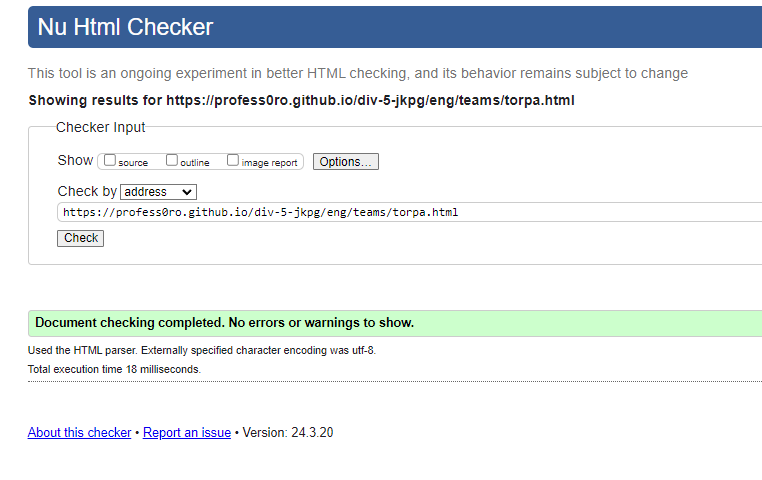 Nu Html Checker
This tool is an ongoing experiment in better HTML checking, and its behavior remains subject to change
Showing results for https://profess0ro.github.io/div-5-jkpg/eng/teams/torpa.html
Checker Input
Show source outline image report Options...
Check by address
https://profess0ro.github.io/div-5-jkpg/eng/teams/torpa.html
Check
Document checking completed. No errors or warnings to show.
Used the HTML parser. Externally specified character encoding was utf-8.
Total execution time 18 milliseconds.
About this checker • Report an issue • Version: 24.3.20